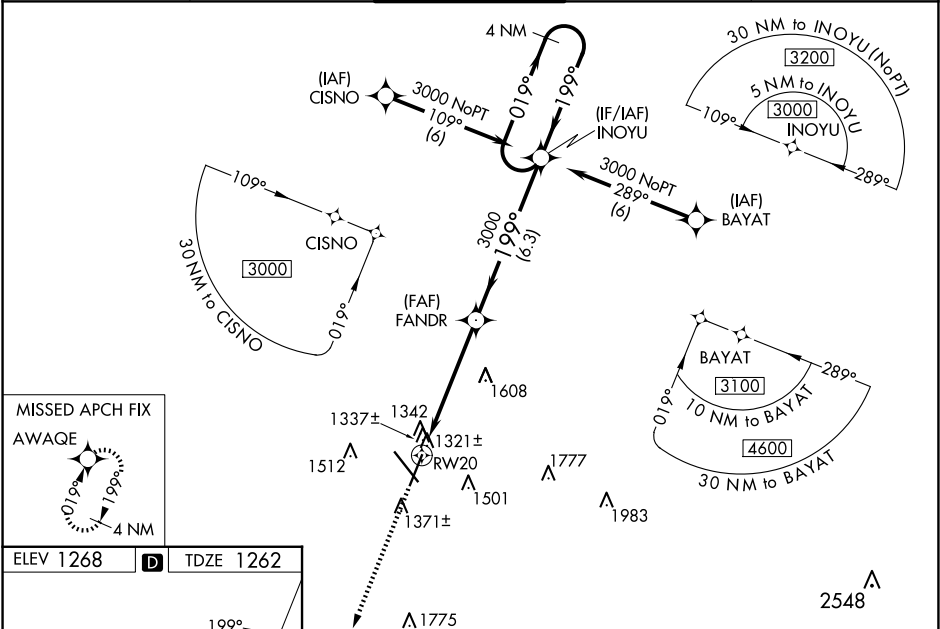 4 NM
019°
199°
(IAF)
CISNO
3000 NoPT
109°
(6)
(IF/IAF)
INOYU
3000 NoPT
289°
(6)
(IAF)
BAYAT
30 NM to INOYU (NoPT)
3200
5 NM to INOYU
3000
INOYU
109°
289°
109°
CISNO
3000
019°
30 NM to CISNO
3000
199°
(6.3)
(FAF)
FANDR
BAYAT
289°
3100
019°
10 NM to BAYAT
4600
30 NM to BAYAT
1608
1337±
1342
1321±
RW20
1512
1501
1777
1983
1371±
1775
2548
MISSED APCH FIX
AWAQE
019°
199°
4 NM
ELEV 1268
D
TDZE 1262
199°